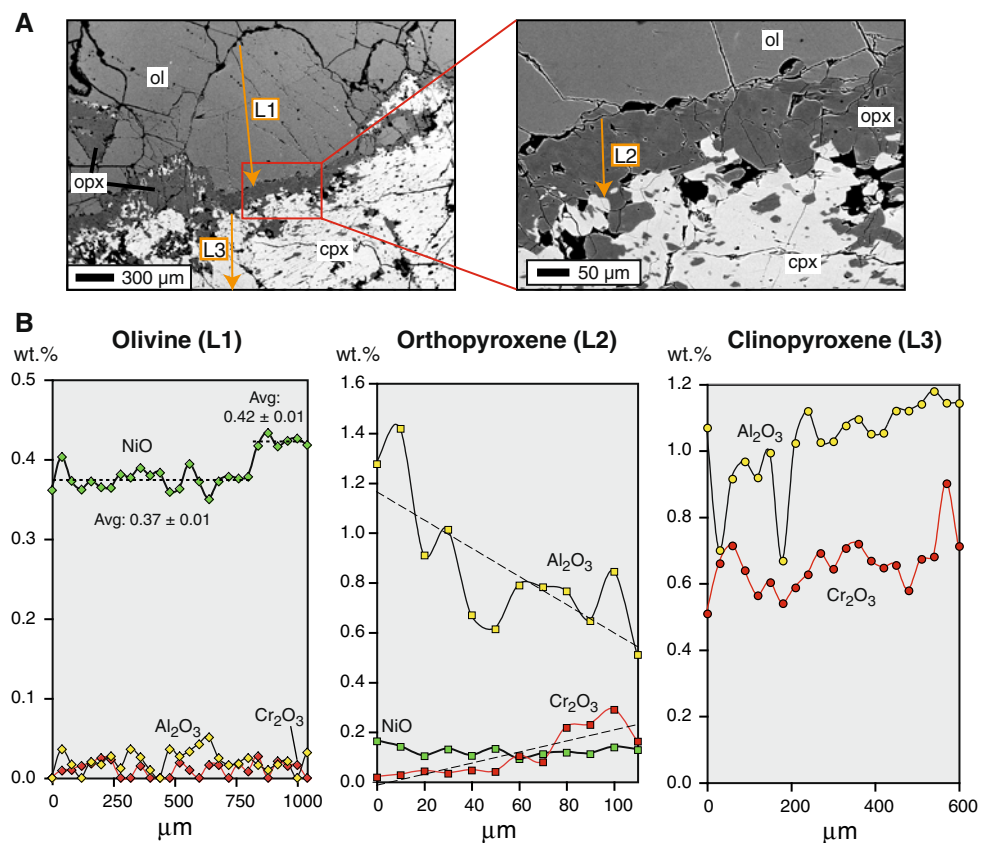 A
ol
L1
opx
L3
cpx
300 µm
ol
opx
L2
cpx
50 µm
B
Olivine (L1)
wt.%
0.5
0.4
0.3
0.2
0.1
0.0
Avg:
0.42 ± 0.01
NiO
Avg: 0.37 ± 0.01
Al₂O₃
Cr₂O₃
0
250
500
750
1000
µm
Orthopyroxene (L2)
wt.%
1.6
1.4
1.2
1.0
0.8
0.6
0.4
0.2
0.0
Al₂O₃
Cr₂O₃
NiO
0
20
40
60
80
100
µm
Clinopyroxene (L3)
wt.%
1.2
1.0
0.8
0.6
0.4
0.2
0.0
Al₂O₃
Cr₂O₃
0
200
400
600
µm